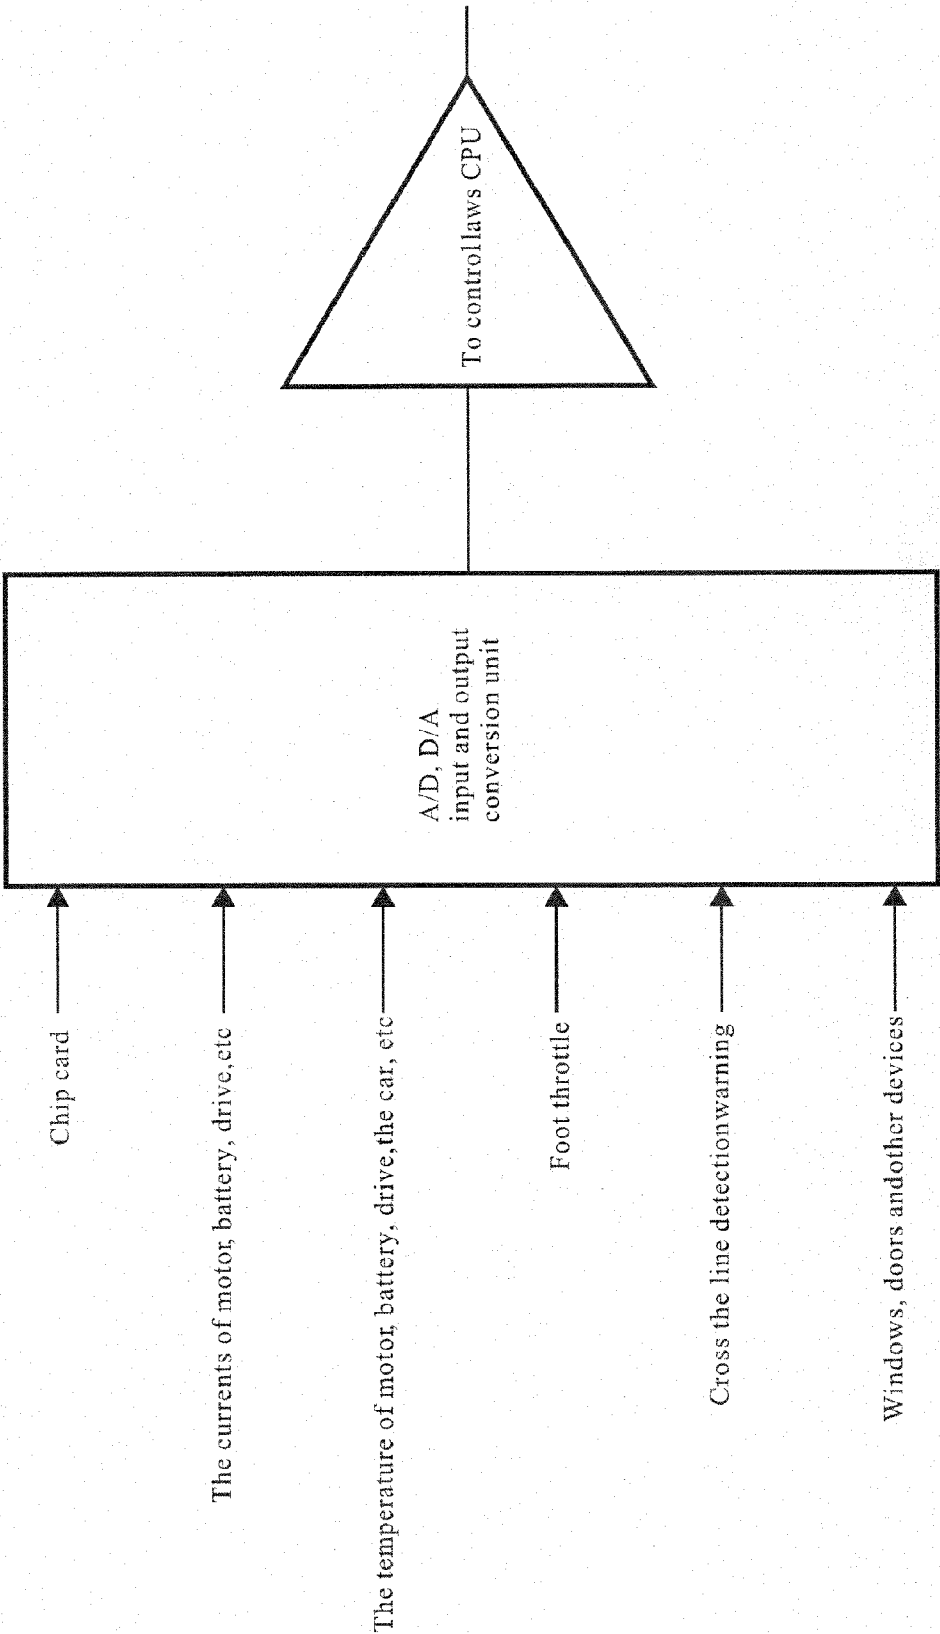 Chip card
The currents of motor, battery, drive,etc
The temperature of motor, battery, drive,the car, etc
Foot throttle
Cross the line detectionwarning
Windows, doors andother devices
A/D, D/A
input and output
conversion unit
To controllaws CPU